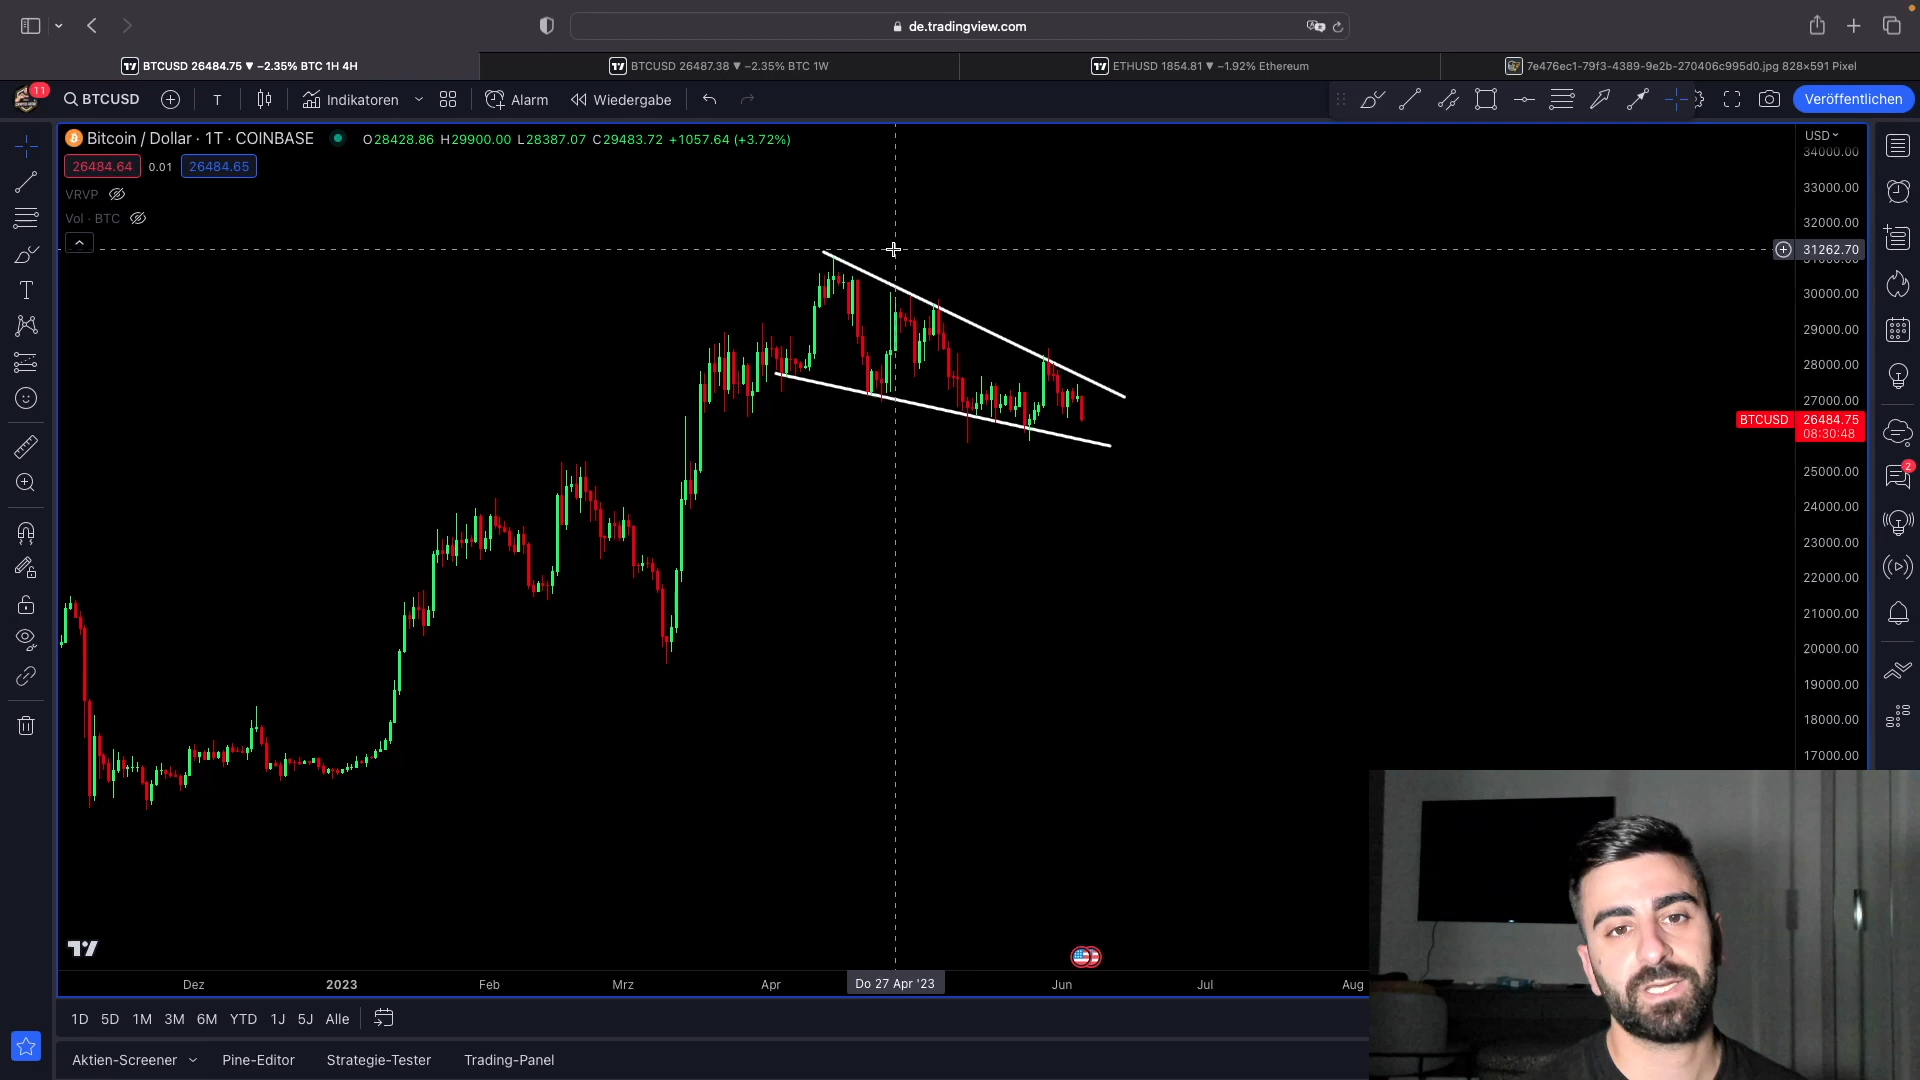 de.tradingview.com
BTCUSD 26484.75 ▼ −2.35% BTC 1H 4H
BTCUSD 26487.38 ▼ −2.35% BTC 1W
ETHUSD 1854.81 ▼ −1.92% Ethereum
7e476ec1-79f3-4389-9e2b-270406c995d0.jpg 828×591 Pixel
11
BTCUSD
T
Indikatoren
Alarm
Wiedergabe
Veröffentlichen
Bitcoin / Dollar · 1T · COINBASE
O28428.86 H29900.00 L28387.07 C29483.72 +1057.64 (+3.72%)
USD
26484.64
0.01
26484.65
VRVP
Vol · BTC
34000.00
33000.00
32000.00
31262.70
31000.00
30000.00
29000.00
28000.00
27000.00
BTCUSD
26484.75
08:30:48
25000.00
24000.00
23000.00
22000.00
21000.00
20000.00
19000.00
18000.00
17000.00
2
Dez
2023
Feb
Mrz
Apr
Do 27 Apr '23
Jun
Jul
Aug
1D 5D 1M 3M 6M YTD 1J 5J Alle
Aktien-Screener
Pine-Editor
Strategie-Tester
Trading-Panel